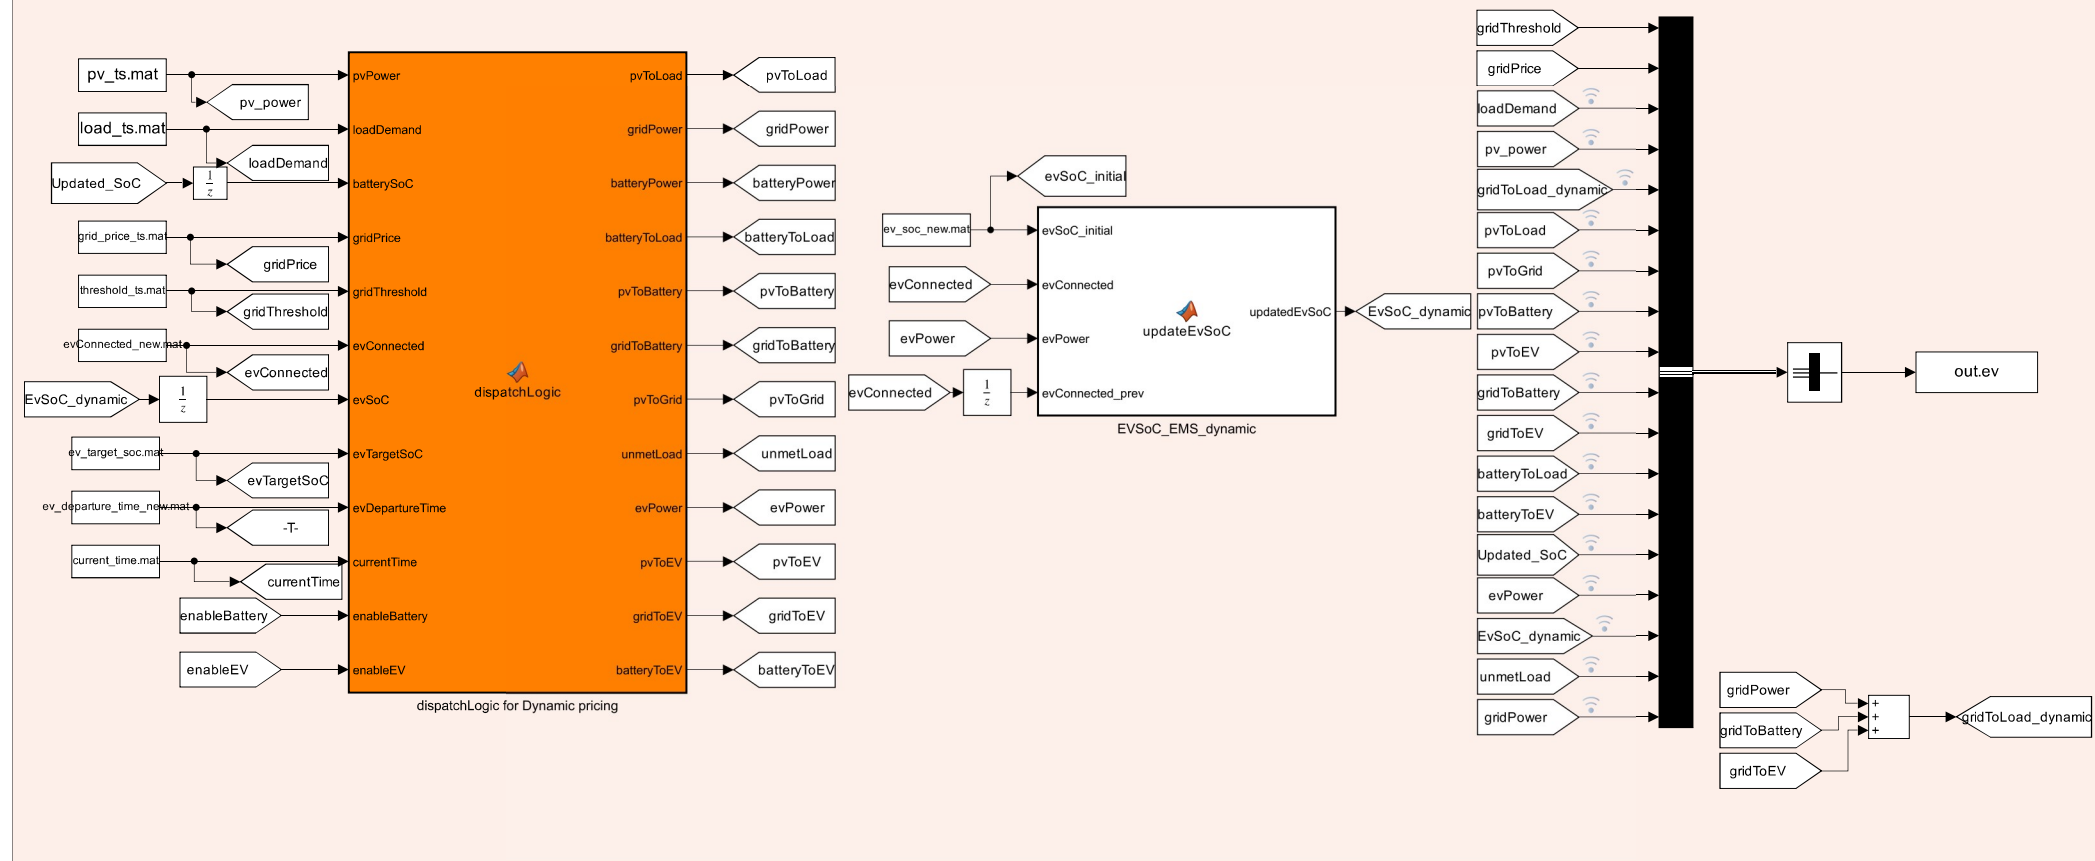 pv_ts.mat
pv_power
load_ts.mat
loadDemand
Updated_SoC
1
z
grid_price_ts.mat
gridPrice
threshold_ts.mat
gridThreshold
evConnected_new.mat
evConnected
EvSoC_dynamic
1
z
ev_target_soc.mat
evTargetSoC
ev_departure_time_new.mat
-T-
current_time.mat
currentTime
enableBattery
enableEV
pvPower
loadDemand
batterySoC
gridPrice
gridThreshold
evConnected
evSoC
evTargetSoC
evDepartureTime
currentTime
enableBattery
enableEV
dispatchLogic
pvToLoad
gridPower
batteryPower
batteryToLoad
pvToBattery
gridToBattery
pvToGrid
unmetLoad
evPower
pvToEV
gridToEV
batteryToEV
dispatchLogic for Dynamic pricing
pvToLoad
gridPower
batteryPower
batteryToLoad
pvToBattery
gridToBattery
pvToGrid
unmetLoad
evPower
pvToEV
gridToEV
batteryToEV
evSoC_initial
ev_soc_new.mat
evConnected
evPower
evConnected
1
z
evSoC_initial
evConnected
evPower
evConnected_prev
updateEvSoC
updatedEvSoC
EVSoC_EMS_dynamic
EvSoC_dynamic
gridThreshold
gridPrice
loadDemand
pv_power
gridToLoad_dynamic
pvToLoad
pvToGrid
pvToBattery
pvToEV
gridToBattery
gridToEV
batteryToLoad
batteryToEV
Updated_SoC
evPower
EvSoC_dynamic
unmetLoad
gridPower
out.ev
gridPower
gridToBattery
gridToEV
+
+
+
gridToLoad_dynamic